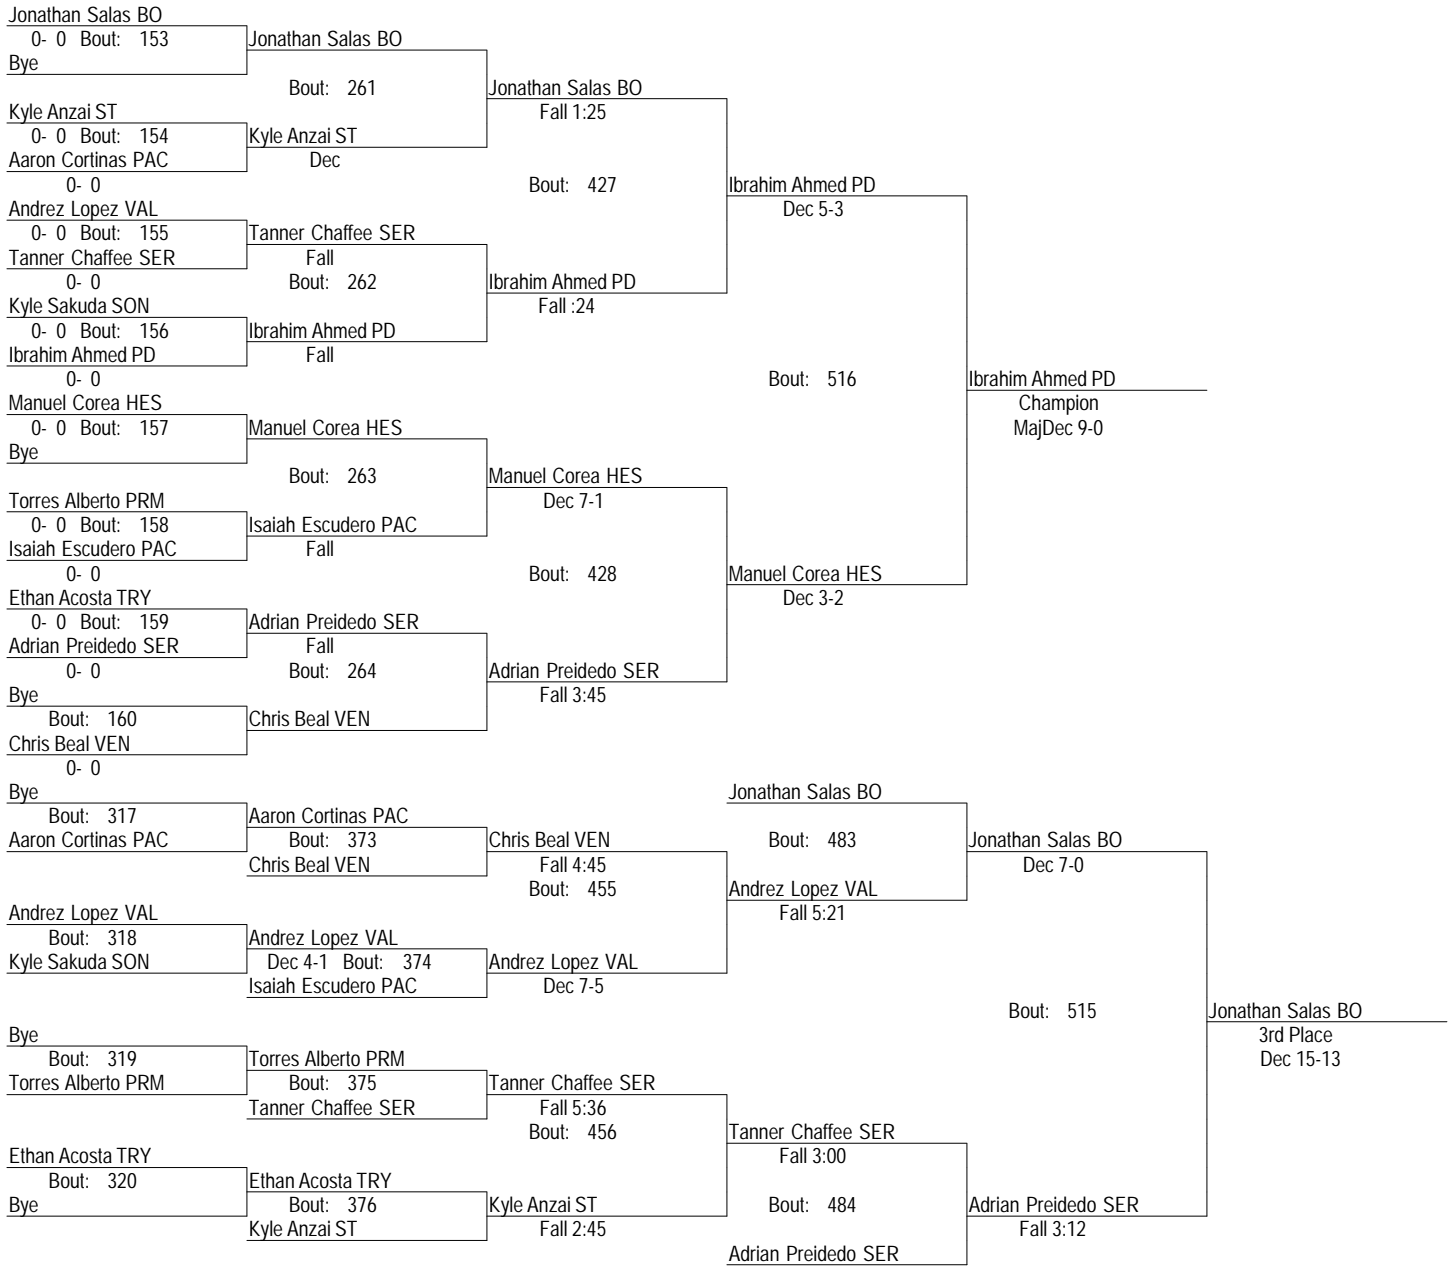 Jonathan Salas BO
0- 0 Bout: 153
Jonathan Salas BO
Bye
Bout: 261
Jonathan Salas BO
Kyle Anzai ST
Fall 1:25
0- 0 Bout: 154
Kyle Anzai ST
Aaron Cortinas PAC
Dec
0- 0
Bout: 427
Ibrahim Ahmed PD
Andrez Lopez VAL
Dec 5-3
0- 0 Bout: 155
Tanner Chaffee SER
Tanner Chaffee SER
Fall
0- 0
Bout: 262
Ibrahim Ahmed PD
Kyle Sakuda SON
Fall :24
0- 0 Bout: 156
Ibrahim Ahmed PD
Ibrahim Ahmed PD
Fall
0- 0
Bout: 516
Ibrahim Ahmed PD
Manuel Corea HES
Champion
0- 0 Bout: 157
Manuel Corea HES
MajDec 9-0
Bye
Bout: 263
Manuel Corea HES
Torres Alberto PRM
Dec 7-1
0- 0 Bout: 158
Isaiah Escudero PAC
Isaiah Escudero PAC
Fall
0- 0
Bout: 428
Manuel Corea HES
Ethan Acosta TRY
Dec 3-2
0- 0 Bout: 159
Adrian Preidedo SER
Adrian Preidedo SER
Fall
0- 0
Bout: 264
Adrian Preidedo SER
Bye
Fall 3:45
Bout: 160
Chris Beal VEN
Chris Beal VEN
0- 0
Bye
Jonathan Salas BO
Bout: 317
Aaron Cortinas PAC
Aaron Cortinas PAC
Bout: 373
Chris Beal VEN
Bout: 483
Jonathan Salas BO
Chris Beal VEN
Fall 4:45
Dec 7-0
Bout: 455
Andrez Lopez VAL
Andrez Lopez VAL
Fall 5:21
Bout: 318
Andrez Lopez VAL
Kyle Sakuda SON
Dec 4-1 Bout: 374
Andrez Lopez VAL
Isaiah Escudero PAC
Dec 7-5
Bout: 515
Jonathan Salas BO
Bye
3rd Place
Bout: 319
Torres Alberto PRM
Dec 15-13
Torres Alberto PRM
Bout: 375
Tanner Chaffee SER
Tanner Chaffee SER
Fall 5:36
Bout: 456
Tanner Chaffee SER
Ethan Acosta TRY
Fall 3:00
Bout: 320
Ethan Acosta TRY
Bye
Bout: 376
Kyle Anzai ST
Bout: 484
Adrian Preidedo SER
Kyle Anzai ST
Fall 2:45
Fall 3:12
Adrian Preidedo SER